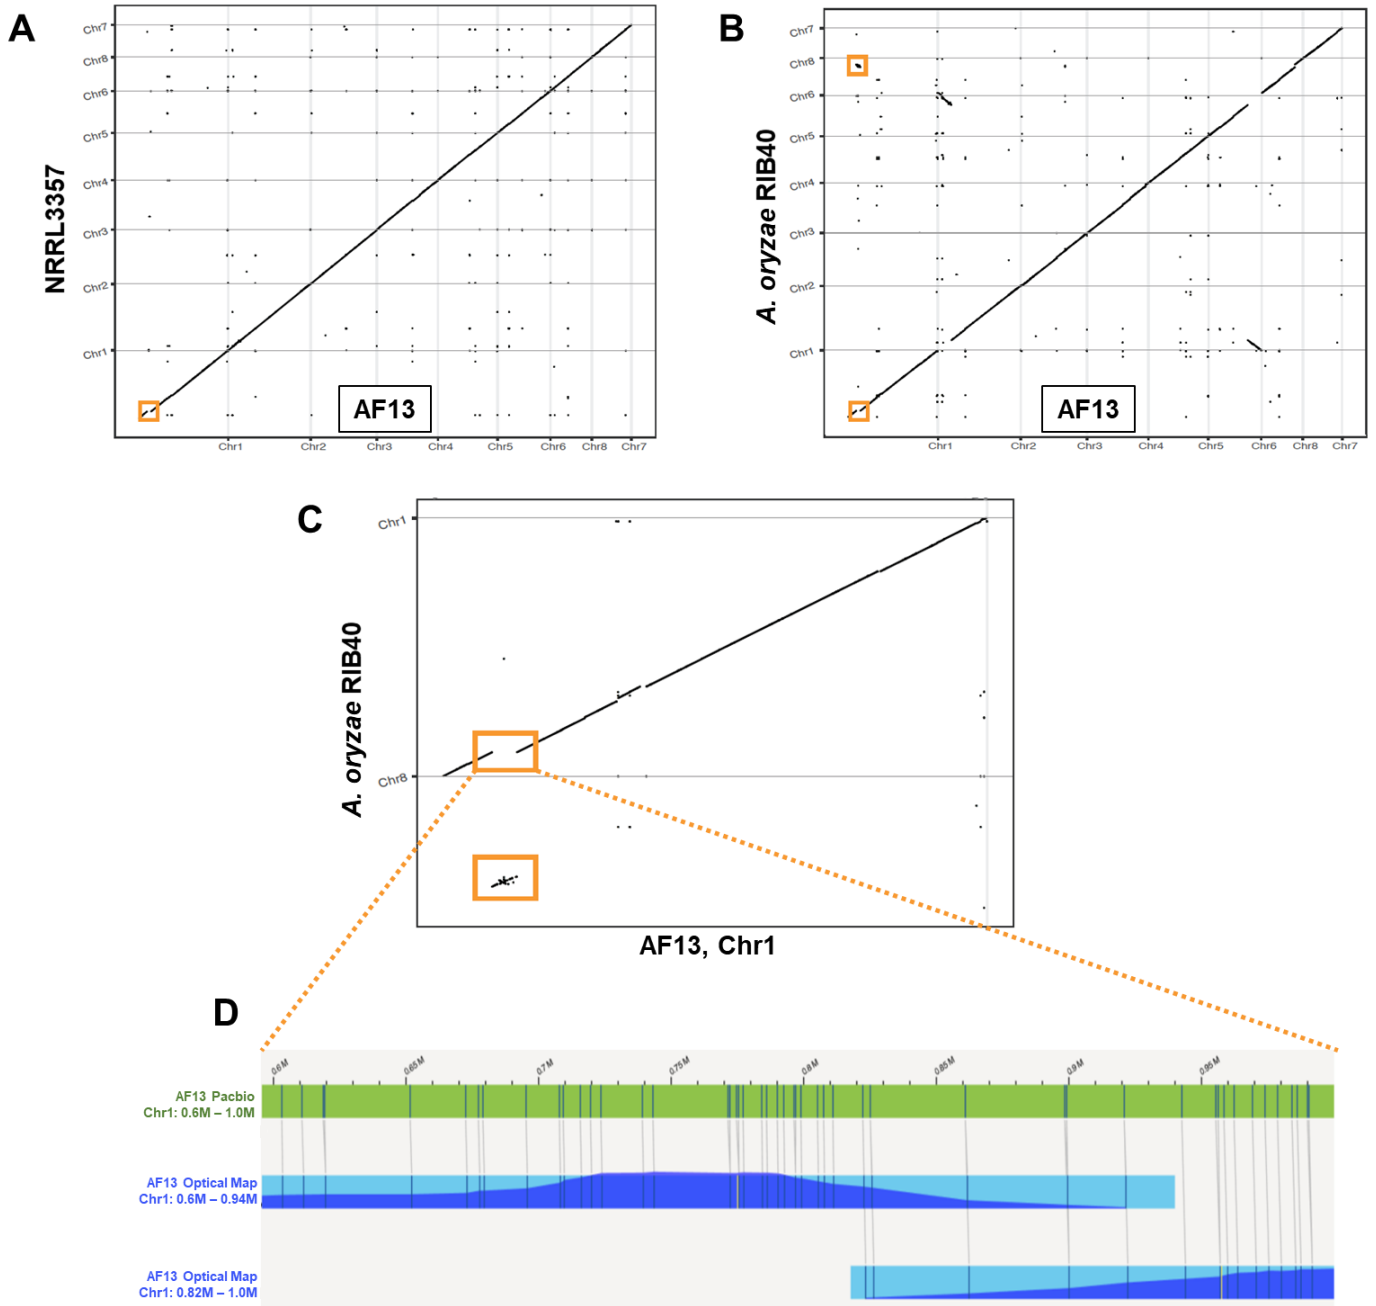 A
Chr7
Chr8
Chr6
Chr5
Chr4
Chr3
Chr2
Chr1
NRRL3357
AF13
Chr1 Chr2 Chr3 Chr4 Chr5 Chr6 Chr8 Chr7
B
Chr7
Chr8
Chr6
Chr5
Chr4
Chr3
Chr2
Chr1
A. oryzae RIB40
AF13
Chr1 Chr2 Chr3 Chr4 Chr5 Chr6 Chr8 Chr7
C
Chr1
Chr8
A. oryzae RIB40
AF13, Chr1
D
0.6M 0.65M 0.7M 0.75M 0.8M 0.85M 0.9M 0.95M
AF13 Pacbio
Chr1: 0.6M – 1.0M
AF13 Optical Map
Chr1: 0.6M – 0.94M
AF13 Optical Map
Chr1: 0.82M – 1.0M